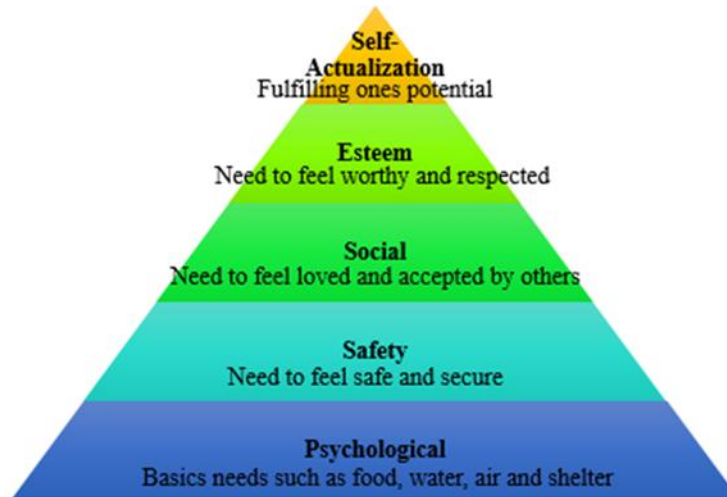 Self-
Actualization
Fulfilling ones potential
Esteem
Need to feel worthy and respected
Social
Need to feel loved and accepted by others
Safety
Need to feel safe and secure
Psychological
Basics needs such as food, water, air and shelter